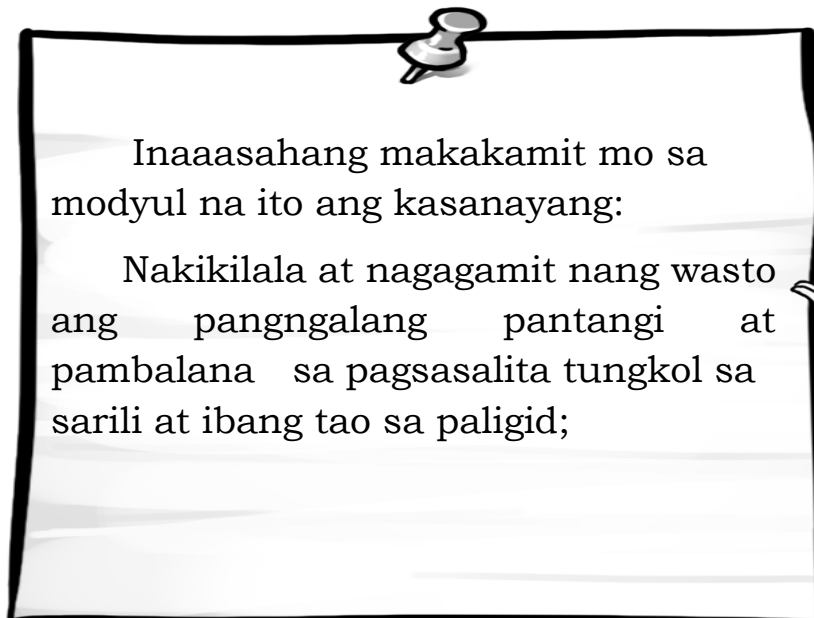 Inaaasahang makakamit mo sa
modyul na ito ang kasanayang:
Nakikilala at nagagamit nang wasto
ang pangngalang pantangi at
pambalana sa pagsasalita tungkol sa
sarili at ibang tao sa paligid;